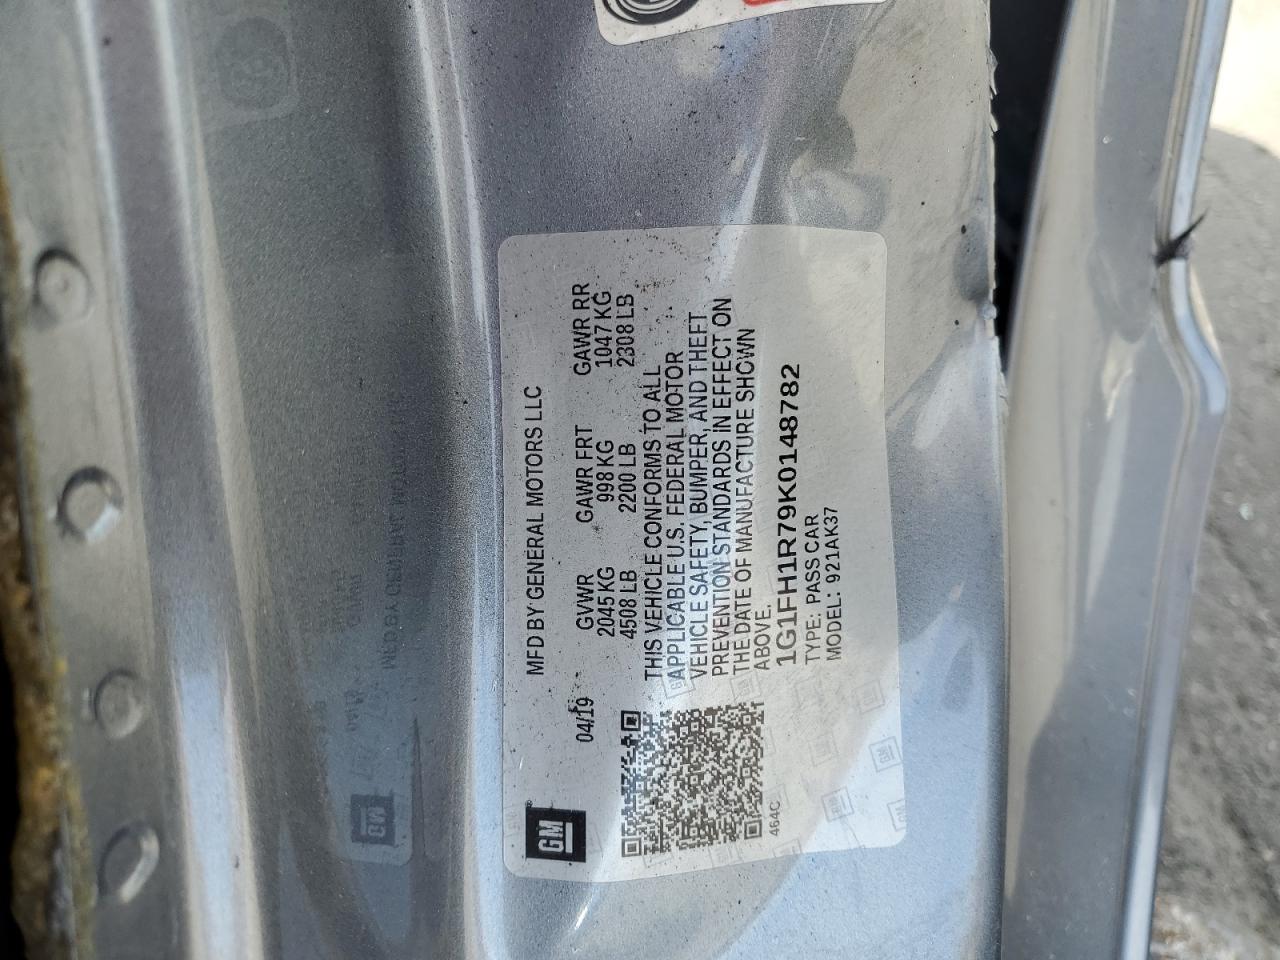 GM
04/19
MFD BY GENERAL MOTORS LLC
GVWR GAWR FRT GAWR RR
2045 KG 998 KG 1047 KG
4508 LB 2200 LB 2308 LB
THIS VEHICLE CONFORMS TO ALL
APPLICABLE U.S. FEDERAL MOTOR
VEHICLE SAFETY, BUMPER, AND THEFT
PREVENTION STANDARDS IN EFFECT ON
THE DATE OF MANUFACTURE SHOWN
ABOVE.
1G1FH1R79K0148782
TYPE: PASS CAR
MODEL: 921AK37
464C